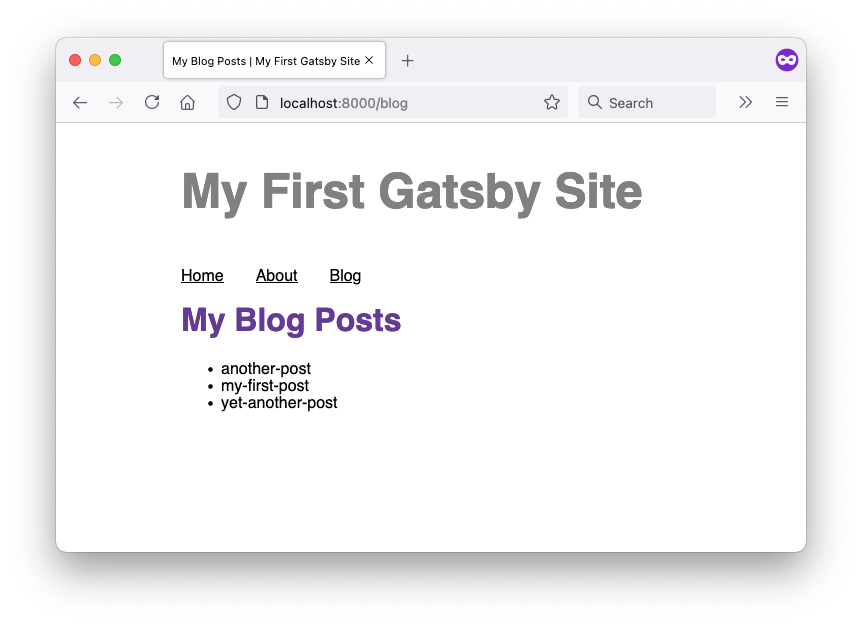 My Blog Posts | My First Gatsby Site
localhost:8000/blog
Search
My First Gatsby Site
Home About Blog
My Blog Posts
• another-post
• my-first-post
• yet-another-post